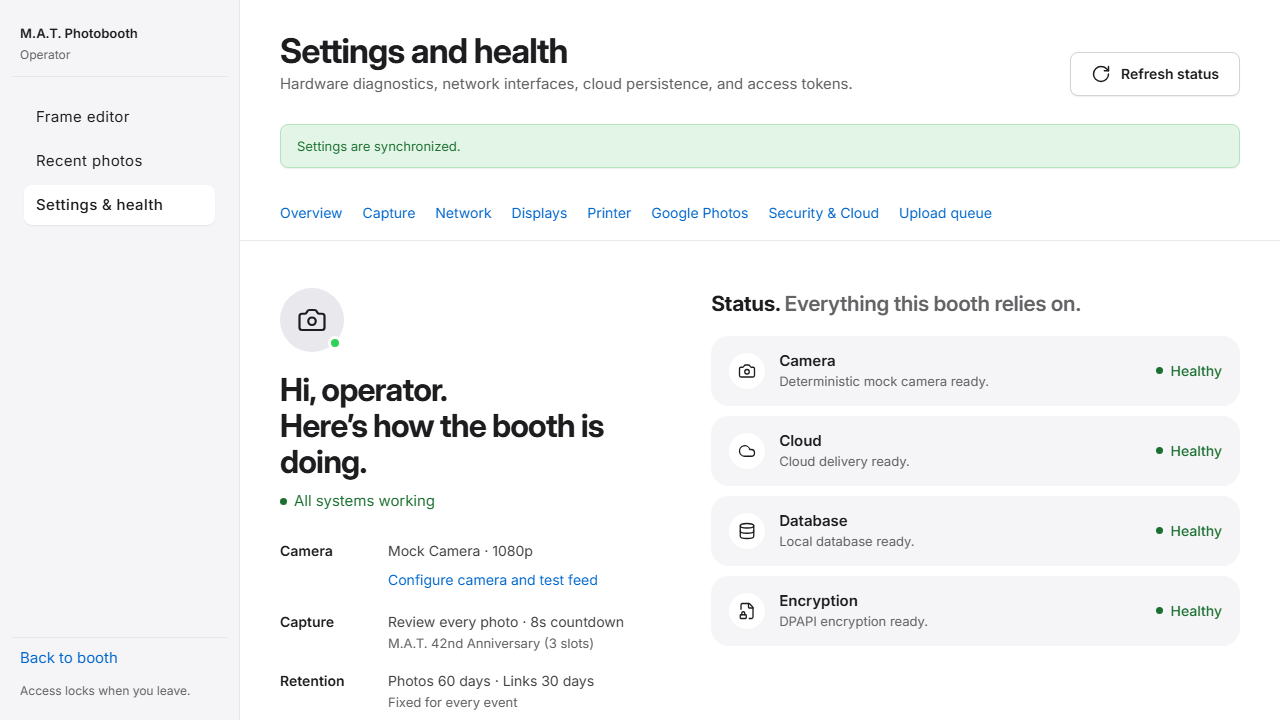 M.A.T. Photobooth
Operator
Frame editor
Recent photos
Settings & health
Back to booth
Access locks when you leave.
Settings and health
Hardware diagnostics, network interfaces, cloud persistence, and access tokens.
Refresh status
Settings are synchronized.
Overview Capture Network Displays Printer Google Photos Security & Cloud Upload queue
Hi, operator.
Here’s how the booth is
doing.
All systems working
Camera Mock Camera · 1080p
Configure camera and test feed
Capture Review every photo · 8s countdown
M.A.T. 42nd Anniversary (3 slots)
Retention Photos 60 days · Links 30 days
Fixed for every event
Status. Everything this booth relies on.
Camera
Deterministic mock camera ready.
Healthy
Cloud
Cloud delivery ready.
Healthy
Database
Local database ready.
Healthy
Encryption
DPAPI encryption ready.
Healthy